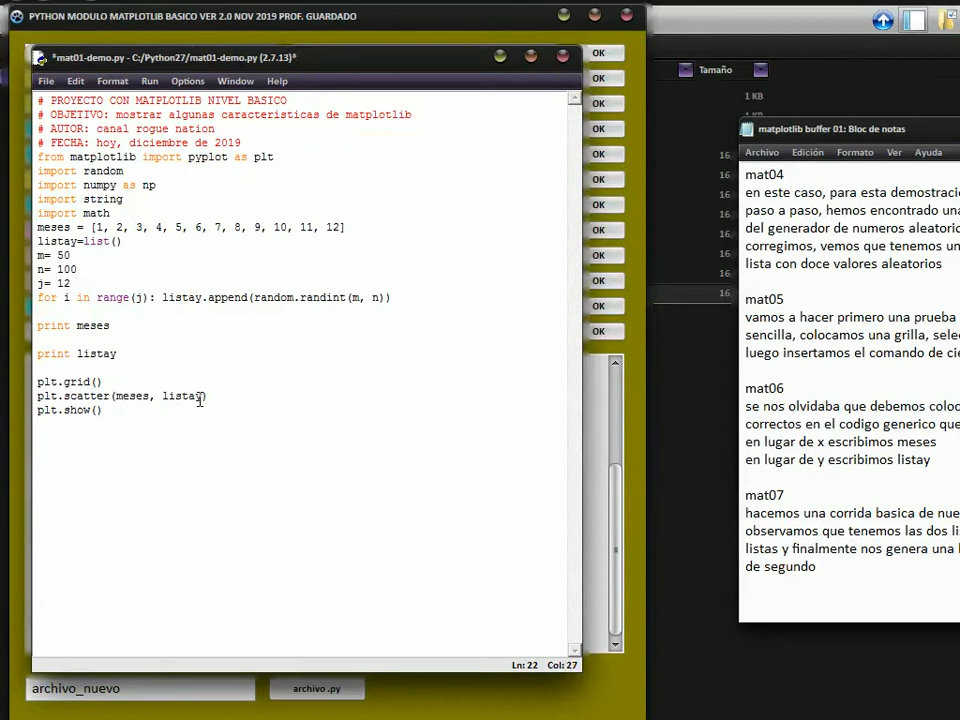 PYTHON MODULO MATPLOTLIB BASICO VER 2.0 NOV 2019 PROF. GUARDADO
*mat01-demo.py - C:/Python27/mat01-demo.py (2.7.13)*
File Edit Format Run Options Window Help
# PROYECTO CON MATPLOTLIB NIVEL BASICO
# OBJETIVO: mostrar algunas caracteristicas de matplotlib
# AUTOR: canal rogue nation
# FECHA: hoy, diciembre de 2019
from matplotlib import pyplot as plt
import random
import numpy as np
import string
import math
meses = [1, 2, 3, 4, 5, 6, 7, 8, 9, 10, 11, 12]
listay=list()
m= 50
n= 100
j= 12
for i in range(j): listay.append(random.randint(m, n))
print meses
print listay
plt.grid()
plt.scatter(meses, listay)
plt.show()
Ln: 22 Col: 27
archivo_nuevo
archivo .py
OK
OK
OK
OK
OK
OK
OK
OK
OK
OK
OK
OK
Tamaño
1 KB
16
16
16
16
16
16
16
16
matplotlib buffer 01: Bloc de notas
Archivo Edición Formato Ver Ayuda
mat04
en este caso, para esta demostració
paso a paso, hemos encontrado una
del generador de numeros aleatorio
corregimos, vemos que tenemos un
lista con doce valores aleatorios
mat05
vamos a hacer primero una prueba
sencilla, colocamos una grilla, sele
luego insertamos el comando de cie
mat06
se nos olvidaba que debemos coloc
correctos en el codigo generico que
en lugar de x escribimos meses
en lugar de y escribimos listay
mat07
hacemos una corrida basica de nue
observamos que tenemos las dos li
listas y finalmente nos genera una
de segundo